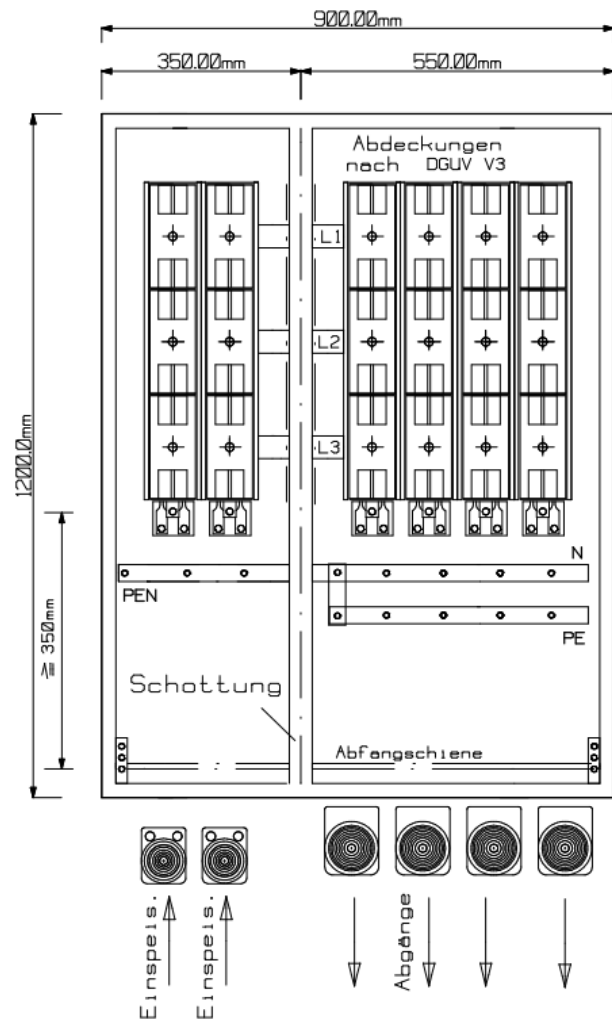 900.00mm
350.00mm
550.00mm
Abdeckungen
nach DGUV V3
L1
L2
L3
1200.0mm
N
PEN
PE
≥ 350mm
Schottung
Abfangschiene
Einspeis.
Einspeis.
Abgänge